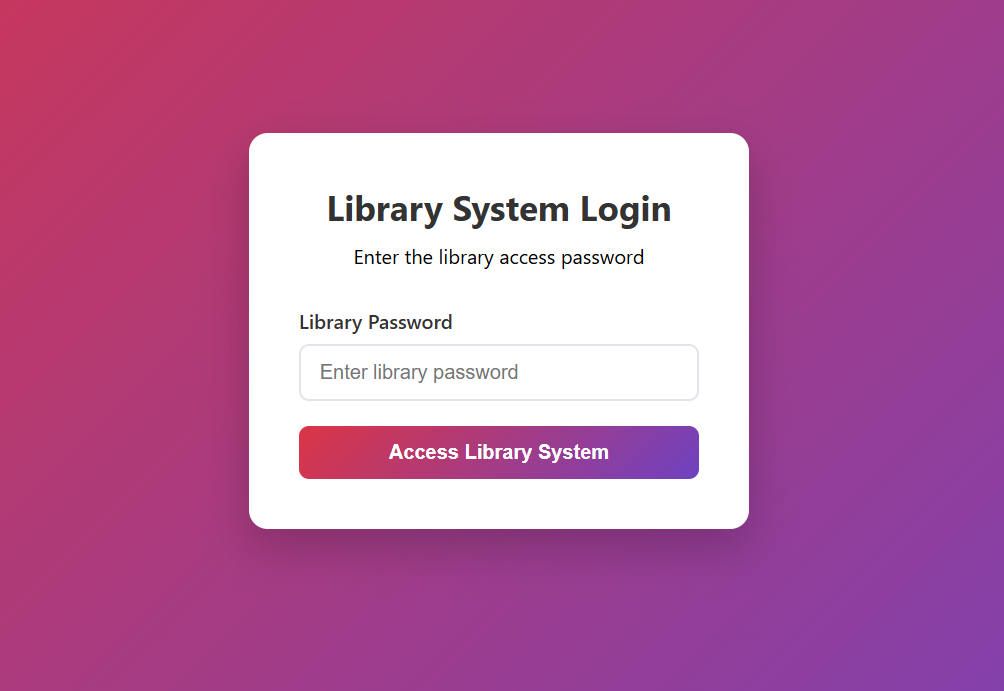 Library System Login
Enter the library access password
Library Password
Enter library password
Access Library System